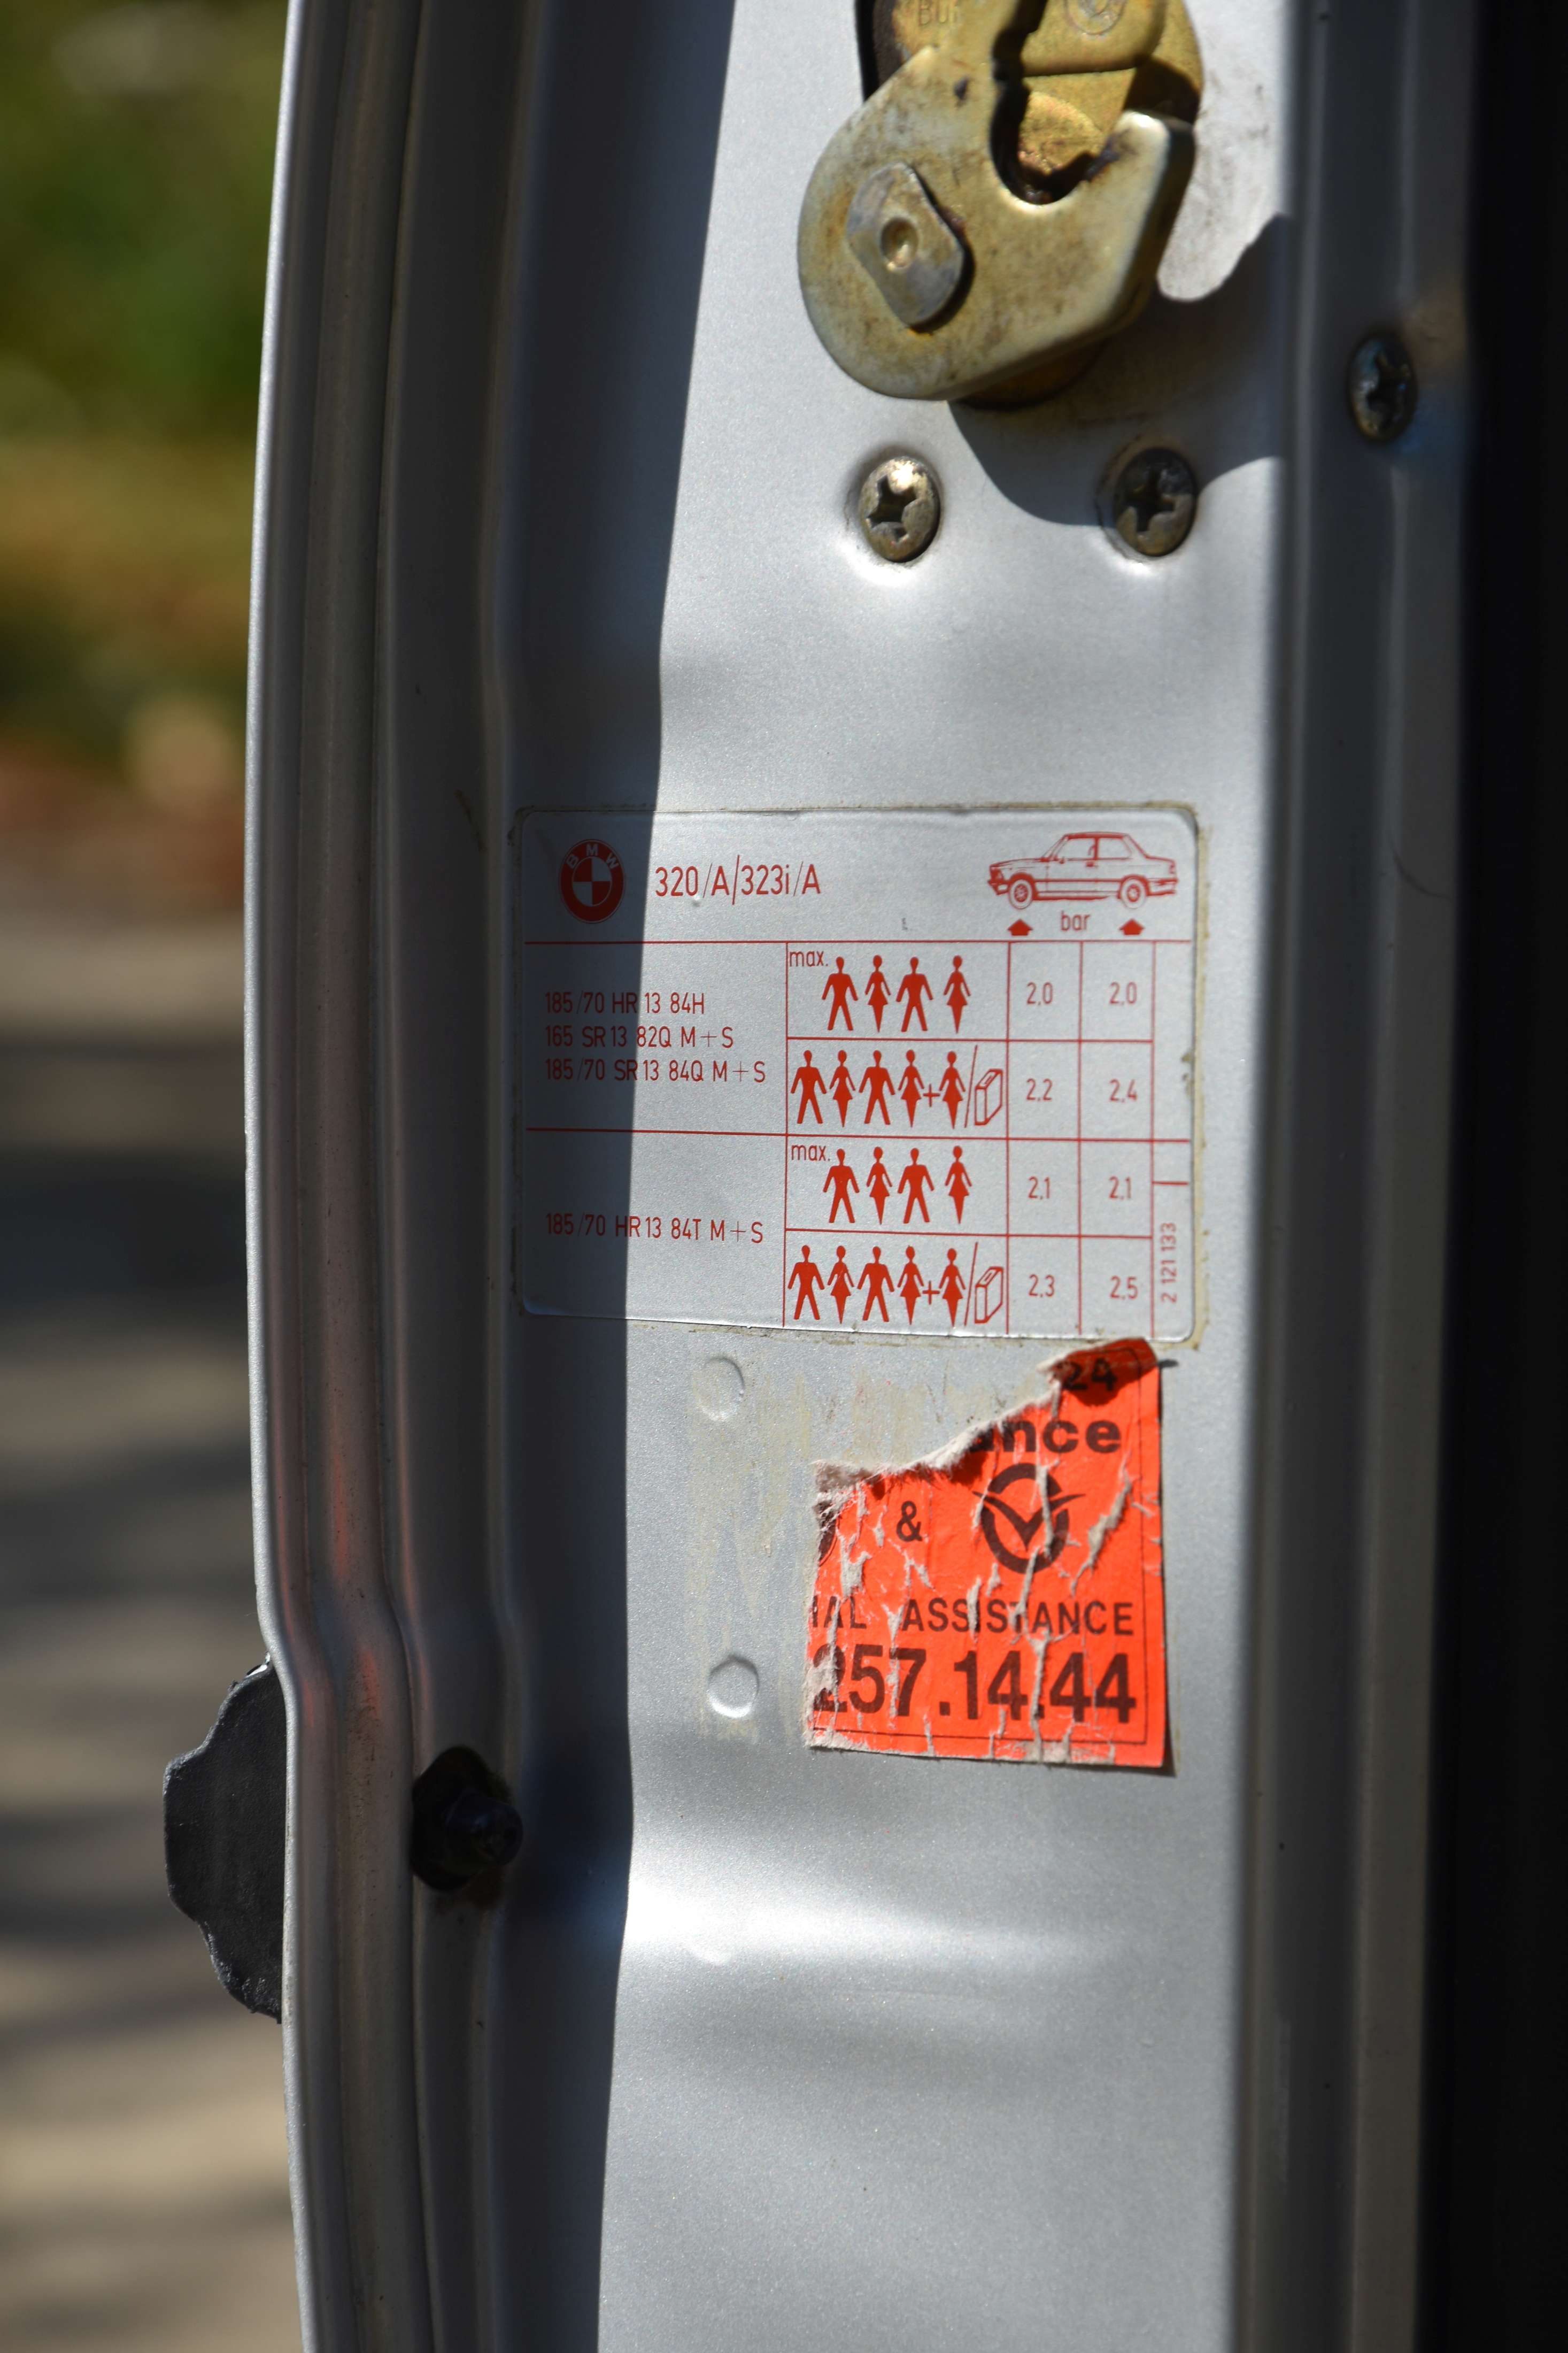 BMW
320/A/323i/A
bar
185/70 HR 13 84H
165 SR 13 82Q M+S
185/70 SR 13 84Q M+S
max.
2,0 2,0
+ /
2,2 2,4
185/70 HR 13 84T M+S
max.
2,1 2,1
+ /
2,3 2,5
2 121 133
24
&
ASSISTANCE
257.14.44